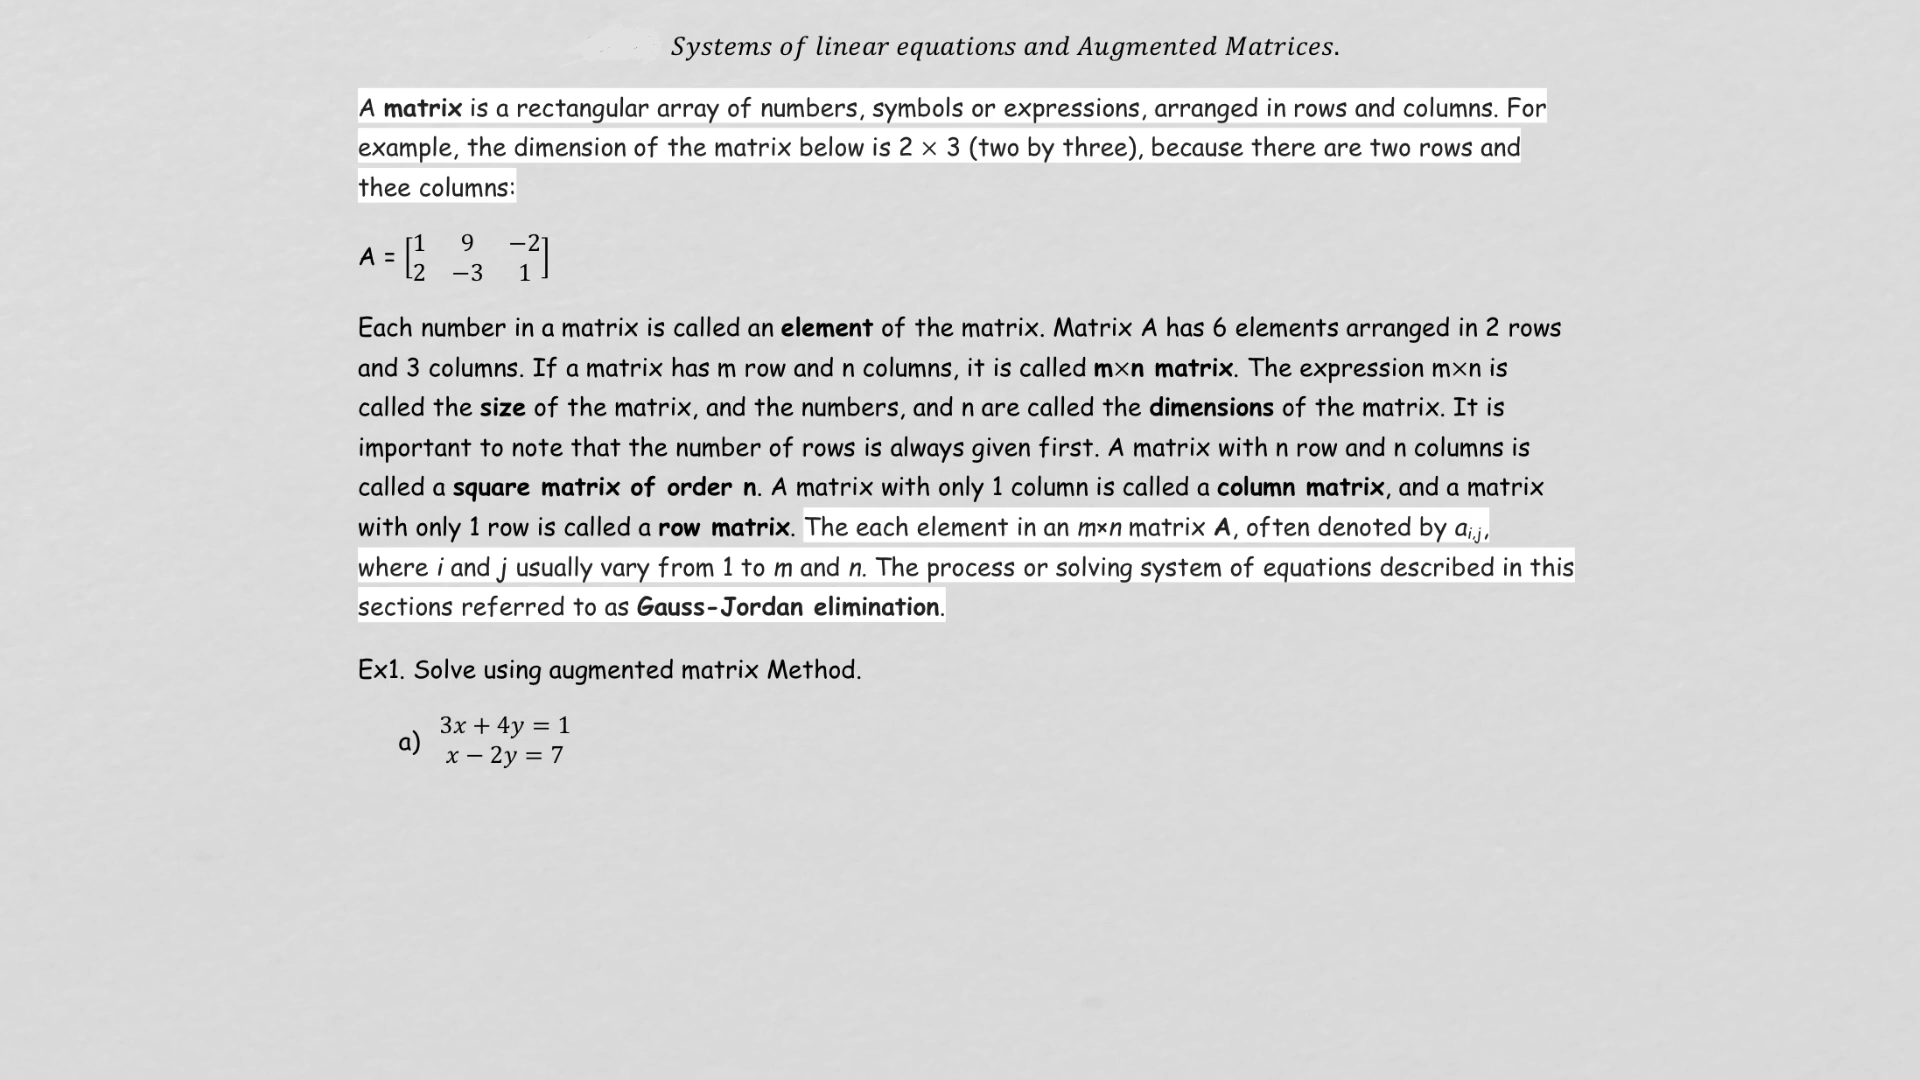 Systems of linear equations and Augmented Matrices.
A matrix is a rectangular array of numbers, symbols or expressions, arranged in rows and columns. For
example, the dimension of the matrix below is 2 × 3 (two by three), because there are two rows and
thee columns:
A = [1 9 −2]
[2 −3 1]
Each number in a matrix is called an element of the matrix. Matrix A has 6 elements arranged in 2 rows
and 3 columns. If a matrix has m row and n columns, it is called m×n matrix. The expression m×n is
called the size of the matrix, and the numbers, and n are called the dimensions of the matrix. It is
important to note that the number of rows is always given first. A matrix with n row and n columns is
called a square matrix of order n. A matrix with only 1 column is called a column matrix, and a matrix
with only 1 row is called a row matrix. The each element in an m×n matrix A, often denoted by a_{i,j},
where i and j usually vary from 1 to m and n. The process or solving system of equations described in this
sections referred to as Gauss-Jordan elimination.
Ex1. Solve using augmented matrix Method.
a) 3x + 4y = 1
x − 2y = 7